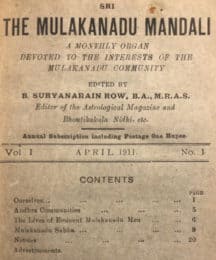 SRI
THE MULAKANADU MANDALI
A MONTHLY ORGAN
DEVOTED TO THE INTERESTS OF THE
MULAKANADU COMMUNITY
EDITED BY
B. SURYANARAIN ROW, B.A., M.R.A.S.
Editor of the Astrological Magazine and
Bhoutikakala Nidhi, etc.
Annual Subscription including Postage One Rupee.
Vol I APRIL 1911. No. 1
CONTENTS
PAGE
Ourselves... ... ... ... 1
Andhra Communities ... ... ... 5
The Lives of Eminent Mulakanadu Men ... ... 6
Mulakanadu Sabha ... ... ... 9
Notices ... ... ... 20
Advertisements.